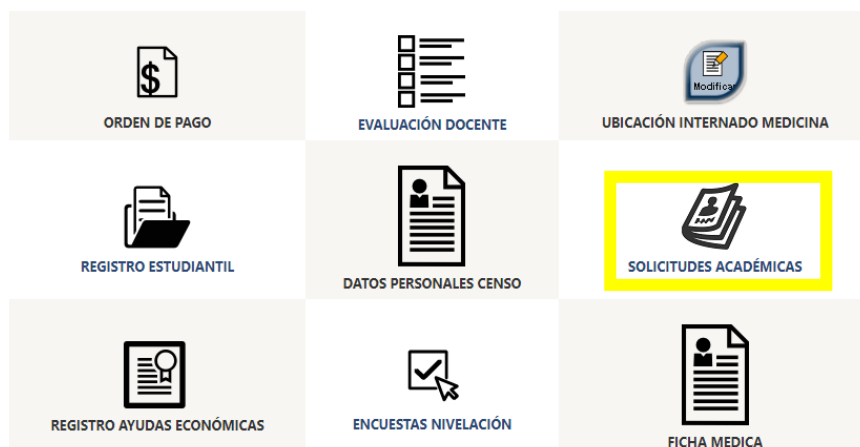 $
Modificar
ORDEN DE PAGO
EVALUACIÓN DOCENTE
UBICACIÓN INTERNADO MEDICINA
REGISTRO ESTUDIANTIL
DATOS PERSONALES CENSO
SOLICITUDES ACADÉMICAS
REGISTRO AYUDAS ECONÓMICAS
ENCUESTAS NIVELACIÓN
FICHA MEDICA